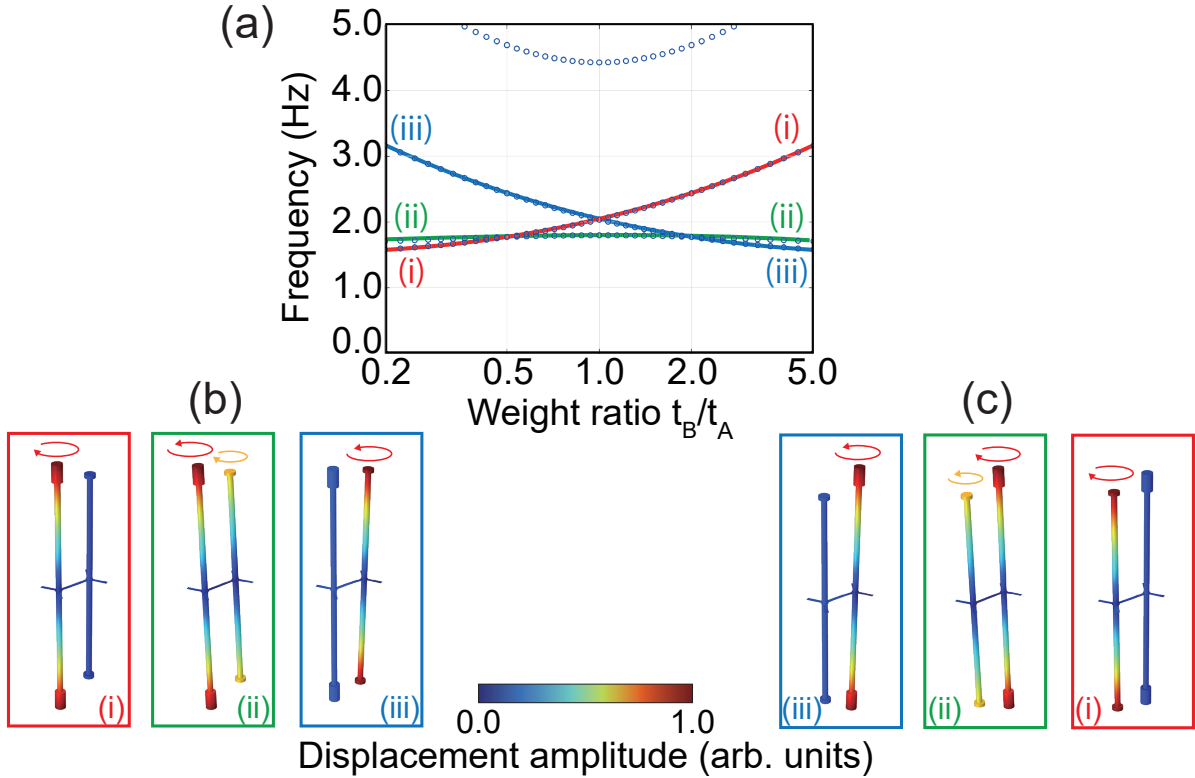 (a)
Frequency (Hz)
5.0
4.0
3.0
2.0
1.0
0.0
(iii)
(i)
(ii)
(ii)
(i)
(iii)
0.2
0.5
1.0
2.0
5.0
Weight ratio t_B/t_A
(b)
(c)
(i)
(ii)
(iii)
(iii)
(ii)
(i)
0.0
1.0
Displacement amplitude (arb. units)